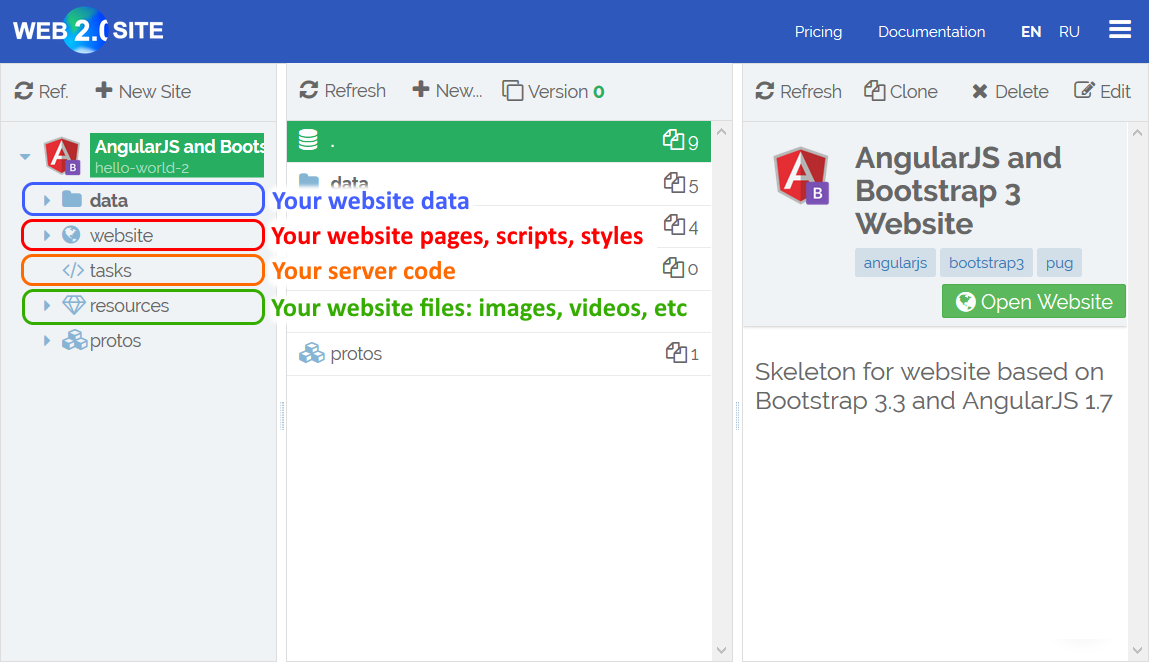 WEB 2.0 SITE
Pricing
Documentation
EN
RU
Ref.
New Site
AngularJS and Boots
hello-world-2
data
website
tasks
resources
protos
Refresh
New...
Version 0
.
9
data
5
4
0
protos
1
Your website data
Your website pages, scripts, styles
Your server code
Your website files: images, videos, etc
Refresh
Clone
Delete
Edit
B
AngularJS and
Bootstrap 3
Website
angularjs
bootstrap3
pug
Open Website
Skeleton for website based on
Bootstrap 3.3 and AngularJS 1.7